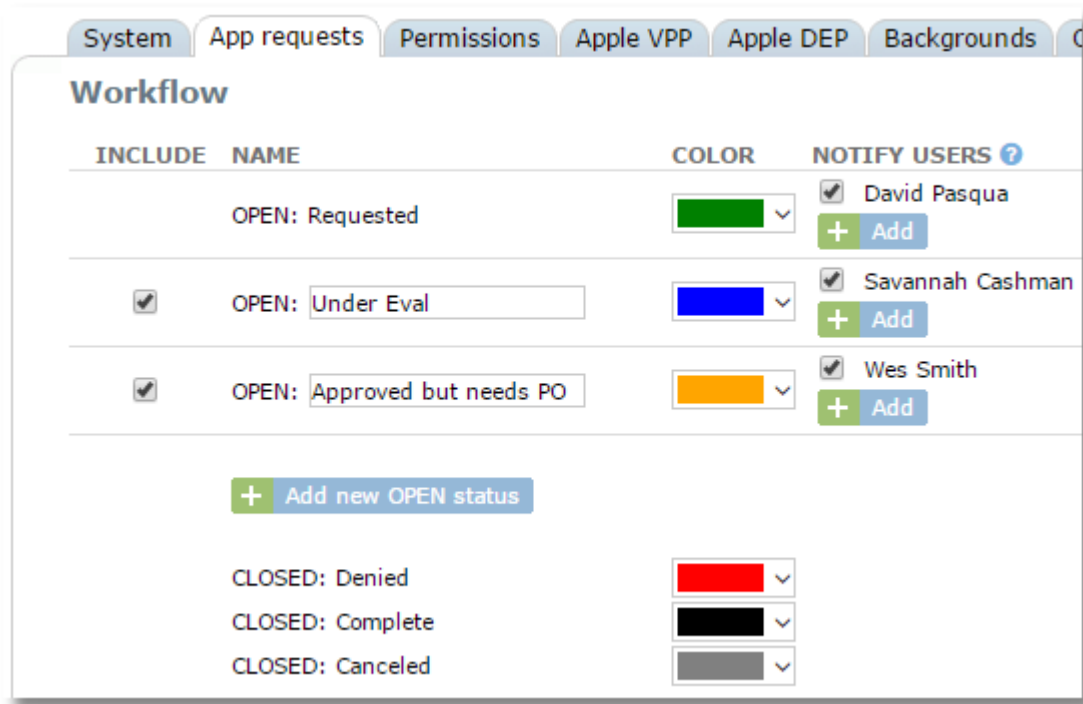 System App requests Permissions Apple VPP Apple DEP Backgrounds
Workflow
INCLUDE NAME COLOR NOTIFY USERS ?
OPEN: Requested David Pasqua
+ Add
OPEN: Under Eval Savannah Cashman
+ Add
OPEN: Approved but needs PO Wes Smith
+ Add
+ Add new OPEN status
CLOSED: Denied
CLOSED: Complete
CLOSED: Canceled